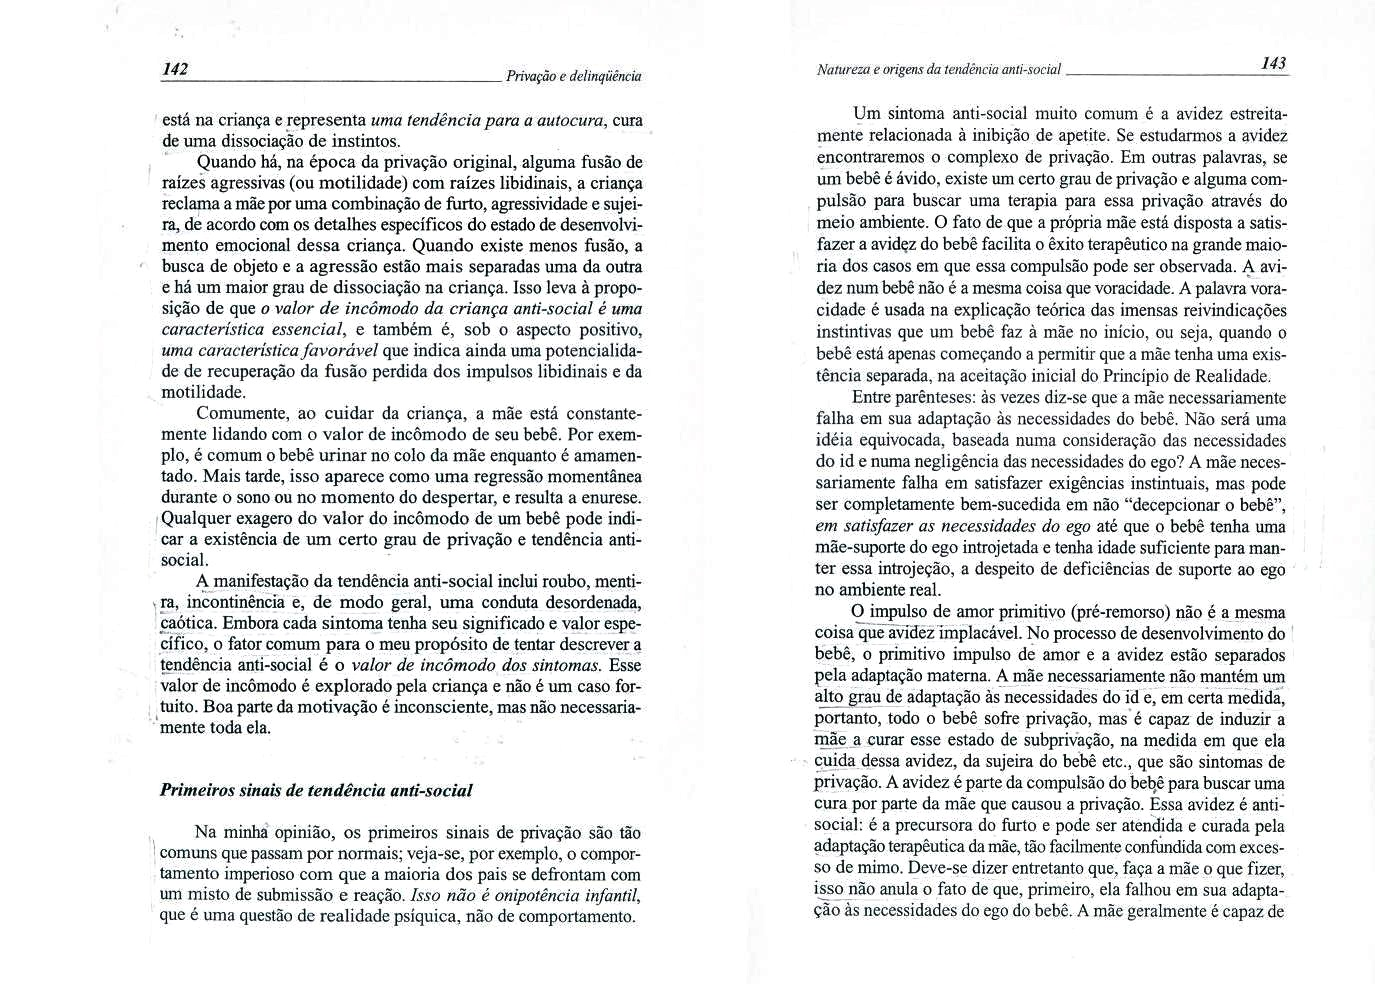 142
Privação e delinqüência
está na criança e representa uma tendência para a autocura, cura
de uma dissociação de instintos.
Quando há, na época da privação original, alguma fusão de
raízes agressivas (ou motilidade) com raízes libidinais, a criança
reclama a mãe por uma combinação de furto, agressividade e sujei-
ra, de acordo com os detalhes específicos do estado de desenvolvi-
mento emocional dessa criança. Quando existe menos fusão, a
busca de objeto e a agressão estão mais separadas uma da outra
e há um maior grau de dissociação na criança. Isso leva à propo-
sição de que o valor de incômodo da criança anti-social é uma
característica essencial, e também é, sob o aspecto positivo,
uma característica favorável que indica ainda uma potencialida-
de de recuperação da fusão perdida dos impulsos libidinais e da
motilidade.
Comumente, ao cuidar da criança, a mãe está constante-
mente lidando com o valor de incômodo de seu bebê. Por exem-
plo, é comum o bebê urinar no colo da mãe enquanto é amamen-
tado. Mais tarde, isso aparece como uma regressão momentânea
durante o sono ou no momento do despertar, e resulta a enurese.
Qualquer exagero do valor do incômodo de um bebê pode indi-
car a existência de um certo grau de privação e tendência anti-
social.
A manifestação da tendência anti-social inclui roubo, menti-
ra, incontinência e, de modo geral, uma conduta desordenada,
caótica. Embora cada sintoma tenha seu significado e valor espe-
cífico, o fator comum para o meu propósito de tentar descrever a
tendência anti-social é o valor de incômodo dos sintomas. Esse
valor de incômodo é explorado pela criança e não é um caso for-
tuito. Boa parte da motivação é inconsciente, mas não necessaria-
mente toda ela.
Primeiros sinais de tendência anti-social
Na minha opinião, os primeiros sinais de privação são tão
comuns que passam por normais; veja-se, por exemplo, o compor-
tamento imperioso com que a maioria dos pais se defrontam com
um misto de submissão e reação. Isso não é onipotência infantil,
que é uma questão de realidade psíquica, não de comportamento.
Natureza e origens da tendência anti-social
143
Um sintoma anti-social muito comum é a avidez estreita-
mente relacionada à inibição de apetite. Se estudarmos a avidez
encontraremos o complexo de privação. Em outras palavras, se
um bebê é ávido, existe um certo grau de privação e alguma com-
pulsão para buscar uma terapia para essa privação através do
meio ambiente. O fato de que a própria mãe está disposta a satis-
fazer a avidez do bebê facilita o êxito terapêutico na grande maio-
ria dos casos em que essa compulsão pode ser observada. A avi-
dez num bebê não é a mesma coisa que voracidade. A palavra vora-
cidade é usada na explicação teórica das imensas reivindicações
instintivas que um bebê faz à mãe no início, ou seja, quando o
bebê está apenas começando a permitir que a mãe tenha uma exis-
tência separada, na aceitação inicial do Princípio de Realidade.
Entre parênteses: às vezes diz-se que a mãe necessariamente
falha em sua adaptação às necessidades do bebê. Não será uma
idéia equivocada, baseada numa consideração das necessidades
do id e numa negligência das necessidades do ego? A mãe neces-
sariamente falha em satisfazer exigências instintuais, mas pode
ser completamente bem-sucedida em não “decepcionar o bebê”,
em satisfazer as necessidades do ego até que o bebê tenha uma
mãe-suporte do ego introjetada e tenha idade suficiente para man-
ter essa introjeção, a despeito de deficiências de suporte ao ego
no ambiente real.
O impulso de amor primitivo (pré-remorso) não é a mesma
coisa que avidez implacável. No processo de desenvolvimento do
bebê, o primitivo impulso de amor e a avidez estão separados
pela adaptação materna. A mãe necessariamente não mantém um
alto grau de adaptação às necessidades do id e, em certa medida,
portanto, todo o bebê sofre privação, mas é capaz de induzir a
mãe a curar esse estado de subprivação, na medida em que ela
cuida dessa avidez, da sujeira do bebê etc., que são sintomas de
privação. A avidez é parte da compulsão do bebê para buscar uma
cura por parte da mãe que causou a privação. Essa avidez é anti-
social: é a precursora do furto e pode ser atendida e curada pela
adaptação terapêutica da mãe, tão facilmente confundida com exces-
so de mimo. Deve-se dizer entretanto que, faça a mãe o que fizer,
isso não anula o fato de que, primeiro, ela falhou em sua adapta-
ção às necessidades do ego do bebê. A mãe geralmente é capaz de